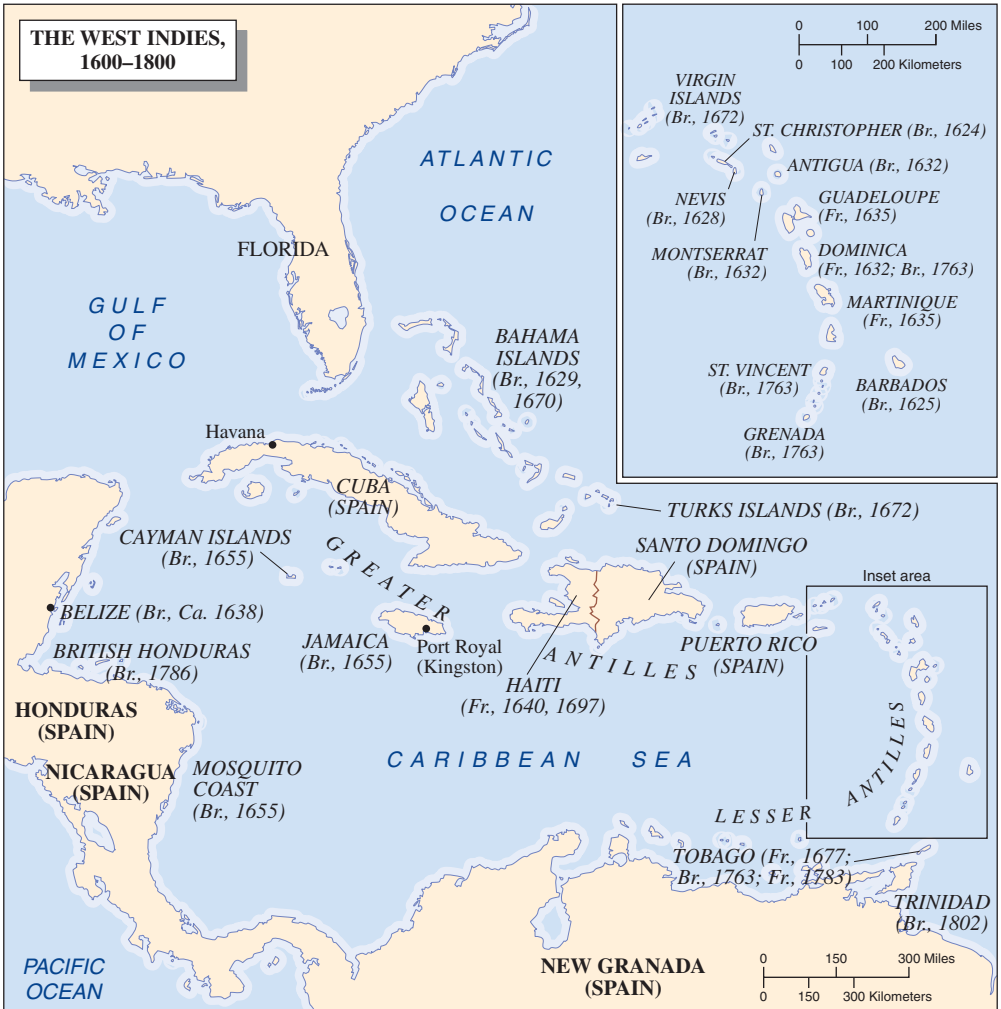 THE WEST INDIES,
1600–1800
0 100 200 Miles
0 100 200 Kilometers
VIRGIN
ISLANDS
(Br., 1672)
ST. CHRISTOPHER (Br., 1624)
ANTIGUA (Br., 1632)
NEVIS
(Br., 1628)
GUADELOUPE
(Fr., 1635)
MONTSERRAT
(Br., 1632)
DOMINICA
(Fr., 1632; Br., 1763)
MARTINIQUE
(Fr., 1635)
ST. VINCENT
(Br., 1763)
BARBADOS
(Br., 1625)
GRENADA
(Br., 1763)
ATLANTIC
OCEAN
FLORIDA
GULF
OF
MEXICO
BAHAMA
ISLANDS
(Br., 1629,
1670)
Havana
CUBA
(SPAIN)
TURKS ISLANDS (Br., 1672)
CAYMAN ISLANDS
(Br., 1655)
GREATER
ANTILLES
SANTO DOMINGO
(SPAIN)
Inset area
BELIZE (Br., Ca. 1638)
JAMAICA
(Br., 1655)
Port Royal
(Kingston)
PUERTO RICO
(SPAIN)
BRITISH HONDURAS
(Br., 1786)
HAITI
(Fr., 1640, 1697)
HONDURAS
(SPAIN)
NICARAGUA
(SPAIN)
MOSQUITO
COAST
(Br., 1655)
CARIBBEAN SEA
LESSER
ANTILLES
TOBAGO (Fr., 1677;
Br., 1763; Fr., 1783)
TRINIDAD
(Br., 1802)
PACIFIC
OCEAN
NEW GRANADA
(SPAIN)
0 150 300 Miles
0 150 300 Kilometers